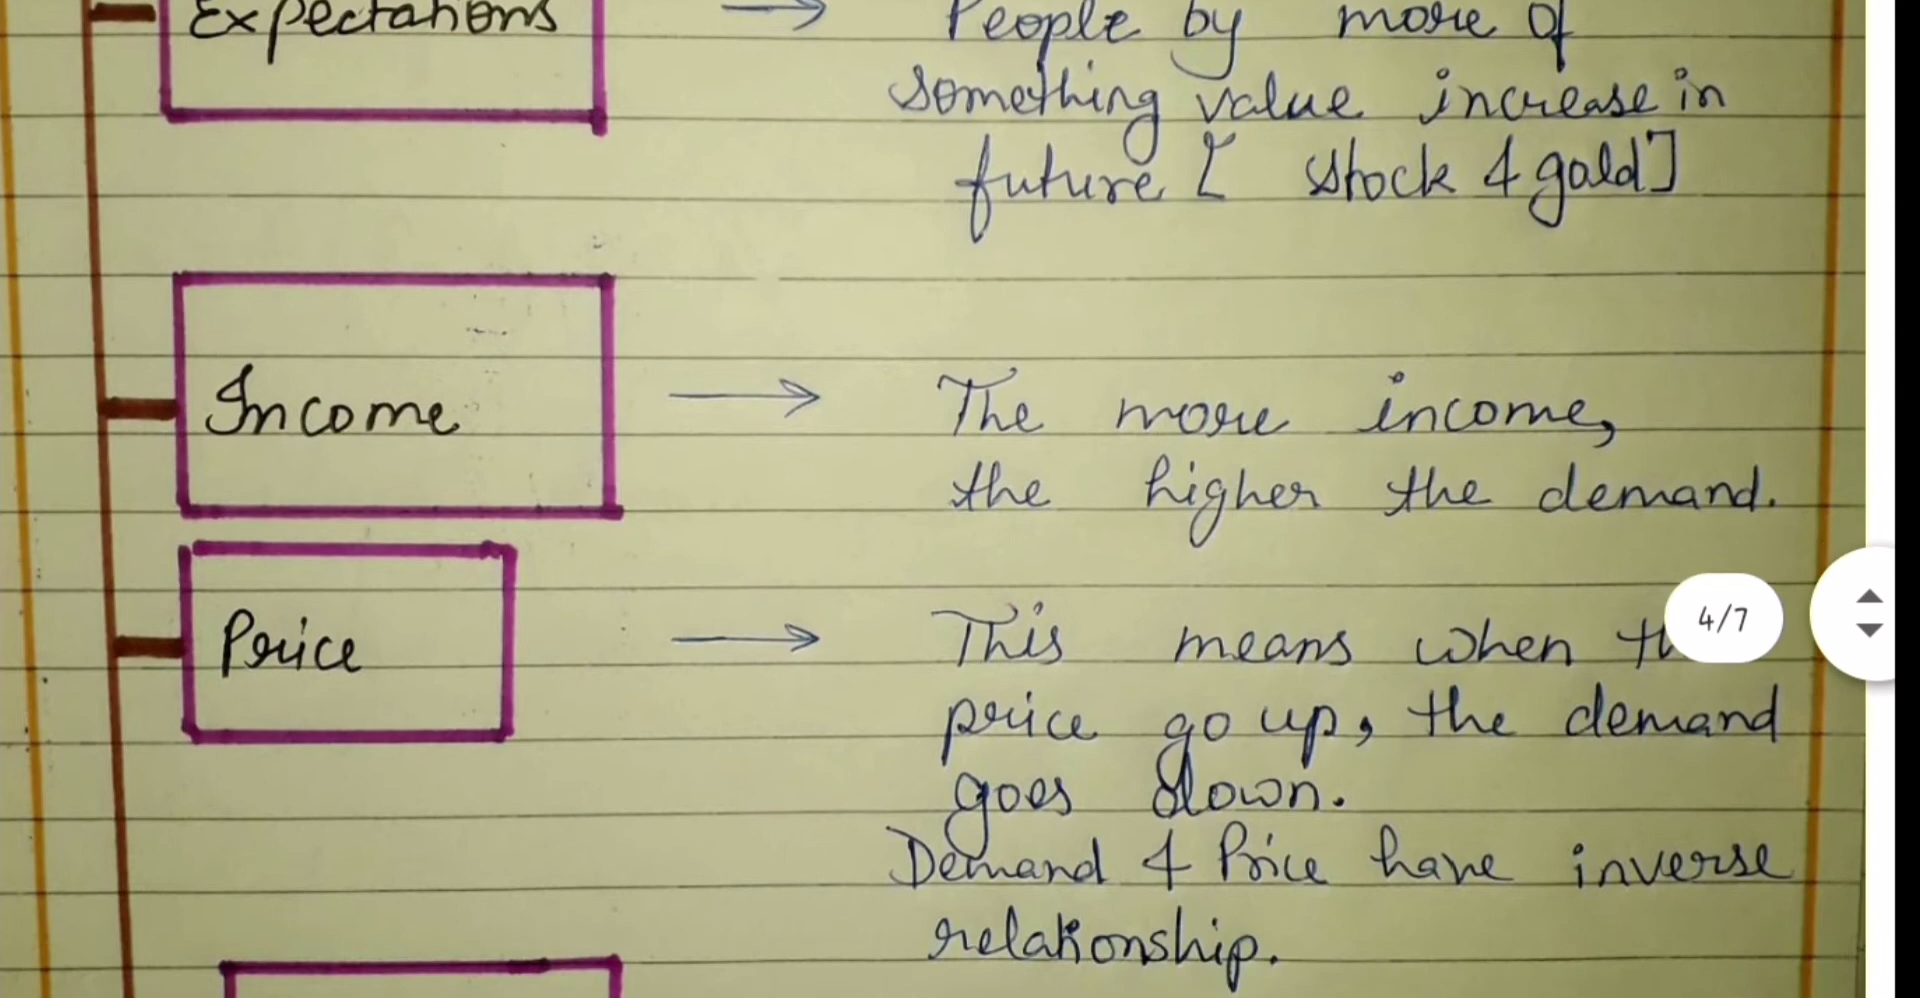 Expectations → People by more of
something value increase in
future [ stock & gold]
Income → The more income,
the higher the demand.
4/7
Price → This means when
price go up, the demand
goes down.
Demand & Price have inverse
relationship.